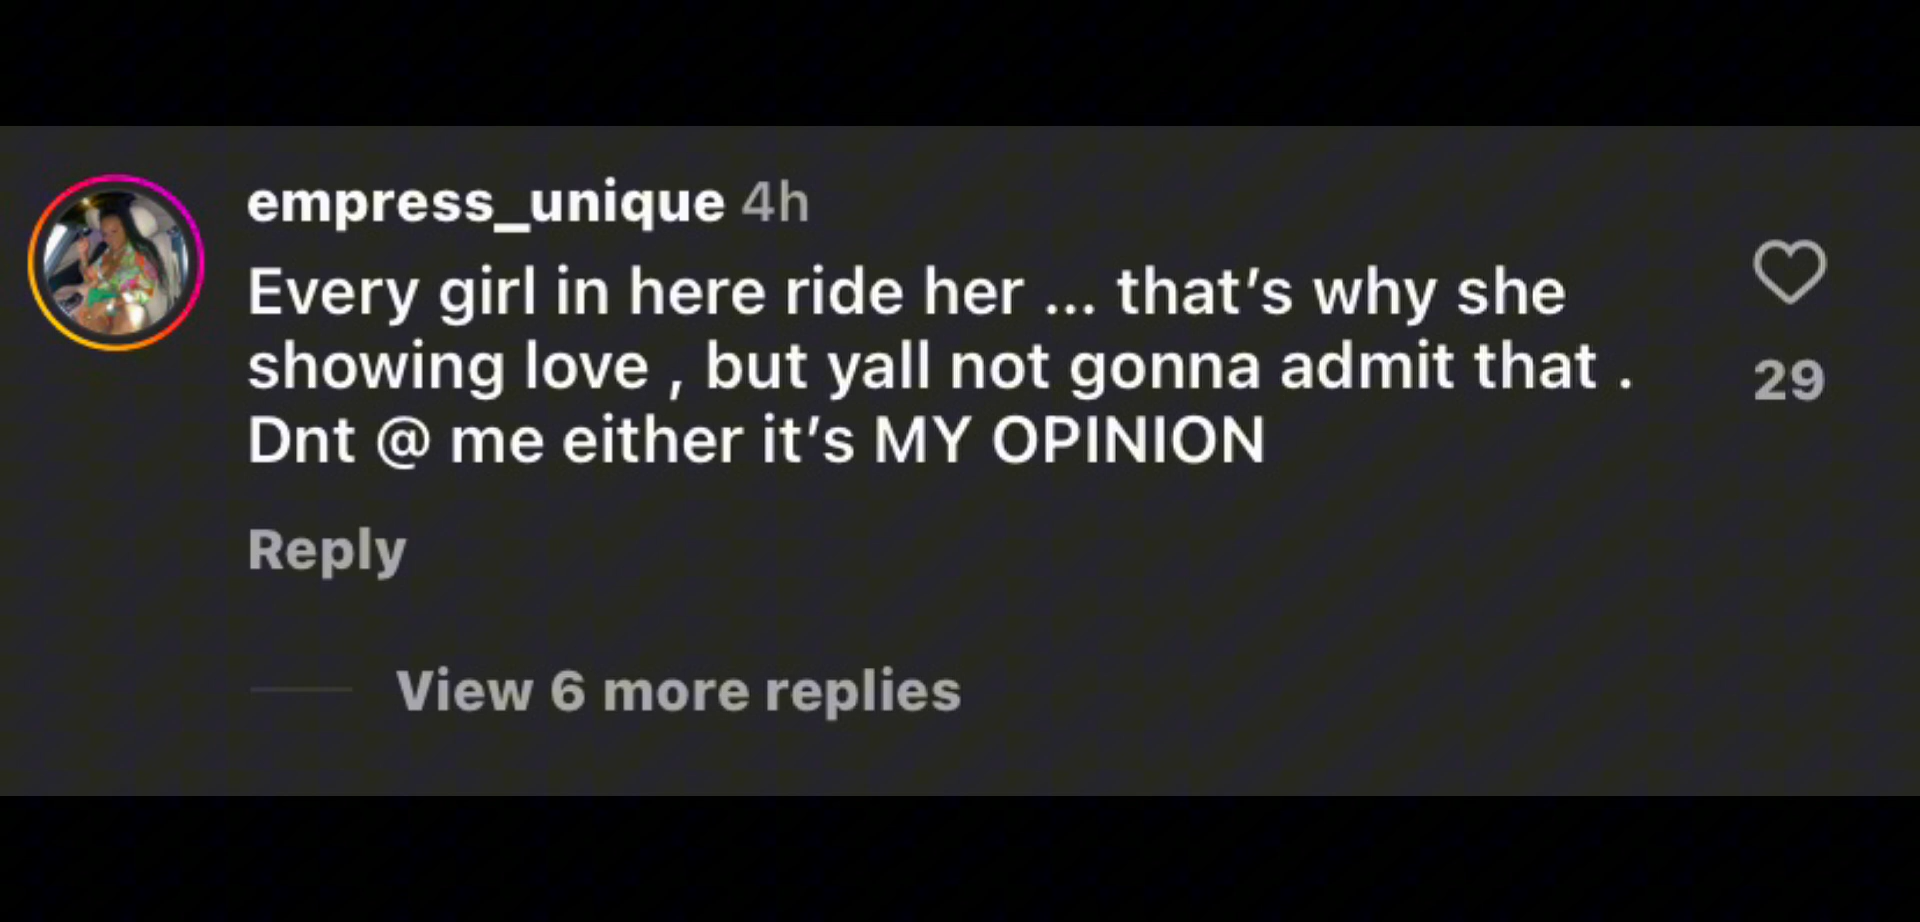 empress_unique 4h
Every girl in here ride her ... that’s why she
showing love , but yall not gonna admit that .
Dnt @ me either it’s MY OPINION
29
Reply
View 6 more replies